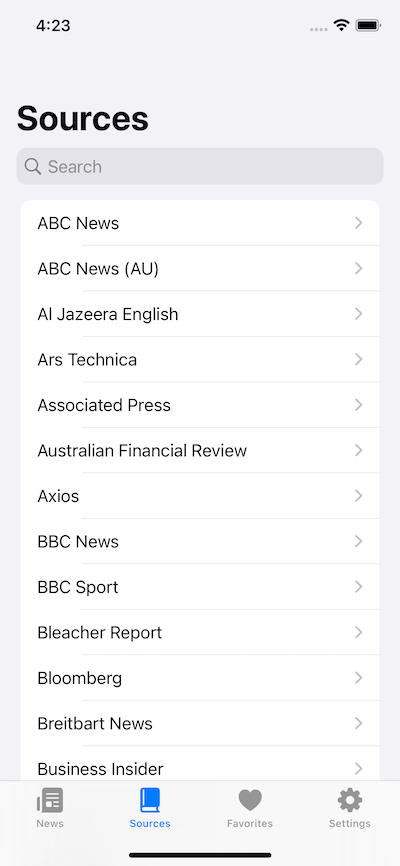 4:23
Sources
Search
ABC News
ABC News (AU)
Al Jazeera English
Ars Technica
Associated Press
Australian Financial Review
Axios
BBC News
BBC Sport
Bleacher Report
Bloomberg
Breitbart News
Business Insider
News Sources Favorites Settings